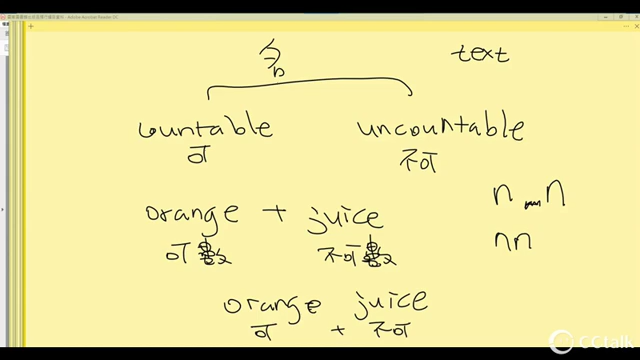 text
countable uncountable
可 不可
n n
orange + juice
可數 不可數
nn
orange juice
可 + 不可
CCtalk